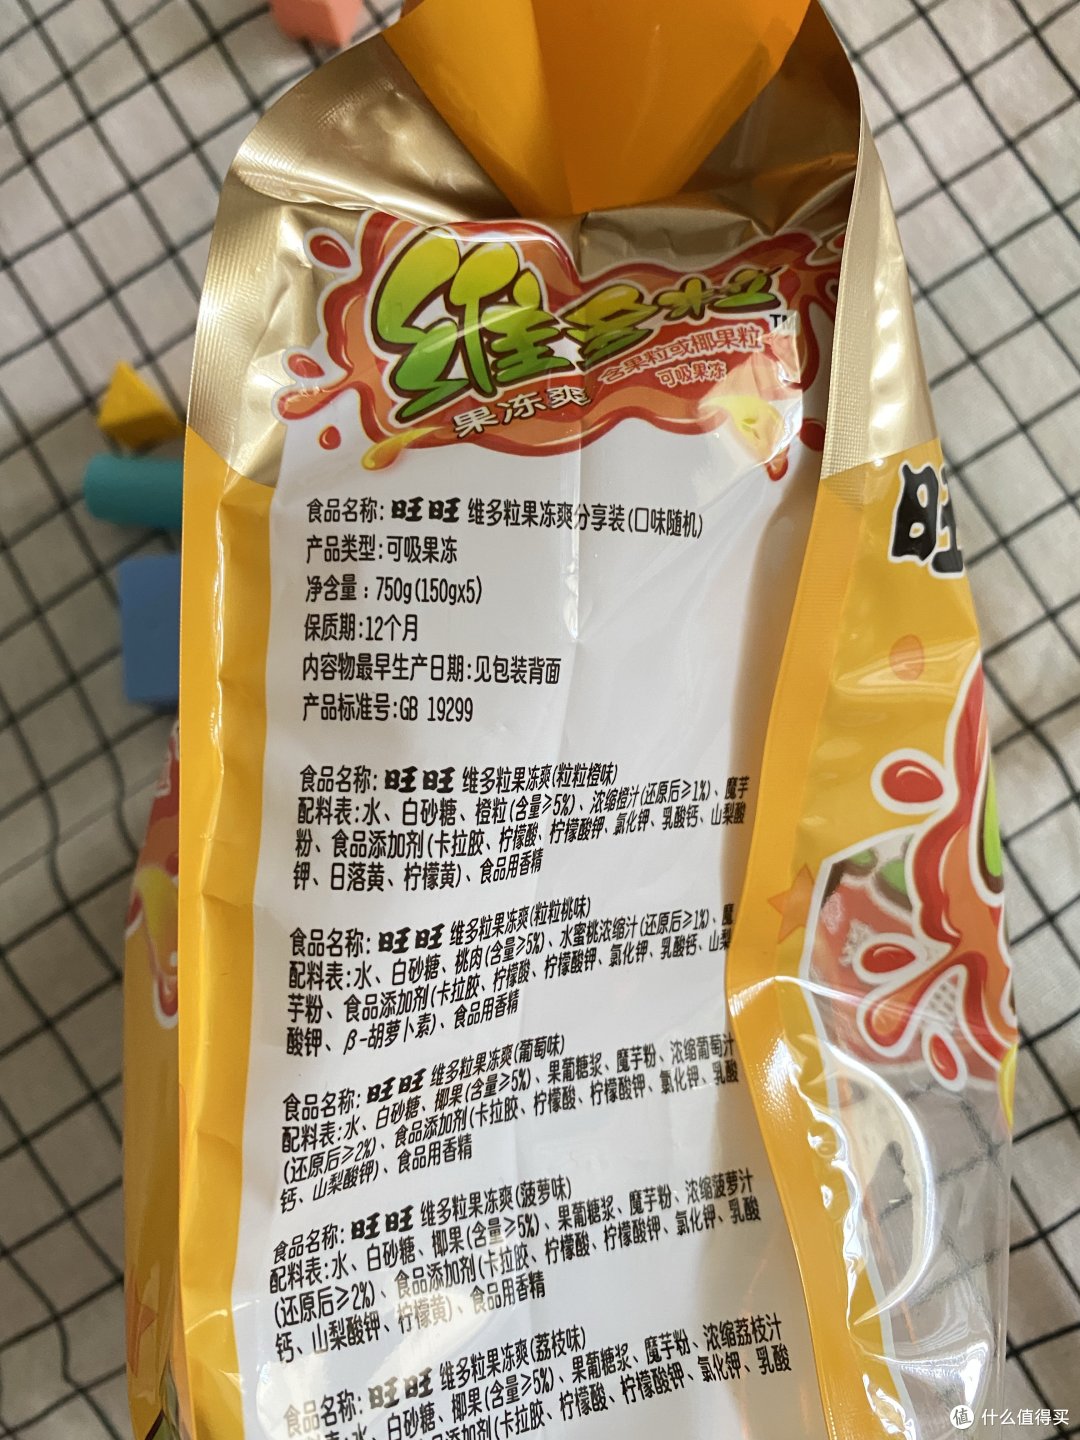 维多粒
TM
果冻爽
含果粒或椰果粒
可吸果冻
旺
食品名称:旺旺 维多粒果冻爽分享装(口味随机)
产品类型:可吸果冻
净含量:750g(150gx5)
保质期:12个月
内容物最早生产日期:见包装背面
产品标准号:GB 19299
食品名称:旺旺 维多粒果冻爽(粒粒橙味)
配料表:水、白砂糖、橙粒(含量≥5%)、浓缩橙汁(还原后≥1%)、魔芋
粉、食品添加剂(卡拉胶、柠檬酸、柠檬酸钾、氯化钾、乳酸钙、山梨酸
钾、日落黄、柠檬黄)、食品用香精
食品名称:旺旺 维多粒果冻爽(粒粒桃味)
配料表:水、白砂糖、桃肉(含量≥5%)、水蜜桃浓缩汁(还原后≥1%)、魔
芋粉、食品添加剂(卡拉胶、柠檬酸、柠檬酸钾、氯化钾、乳酸钙、山梨
酸钾、β-胡萝卜素)、食品用香精
食品名称:旺旺 维多粒果冻爽(葡萄味)
配料表:水、白砂糖、椰果(含量≥5%)、果葡糖浆、魔芋粉、浓缩葡萄汁
(还原后≥2%)、食品添加剂(卡拉胶、柠檬酸、柠檬酸钾、氯化钾、乳酸
钙、山梨酸钾)、食品用香精
食品名称:旺旺 维多粒果冻爽(菠萝味)
配料表:水、白砂糖、椰果(含量≥5%)、果葡糖浆、魔芋粉、浓缩菠萝汁
(还原后≥2%)、食品添加剂(卡拉胶、柠檬酸、柠檬酸钾、氯化钾、乳酸
钙、山梨酸钾、柠檬黄)、食品用香精
食品名称:旺旺 维多粒果冻爽(荔枝味)
水、白砂糖、椰果(含量≥5%)、果葡糖浆、魔芋粉、浓缩荔枝汁
添加剂(卡拉胶、柠檬酸、柠檬酸钾、氯化钾、乳酸
值 什么值得买